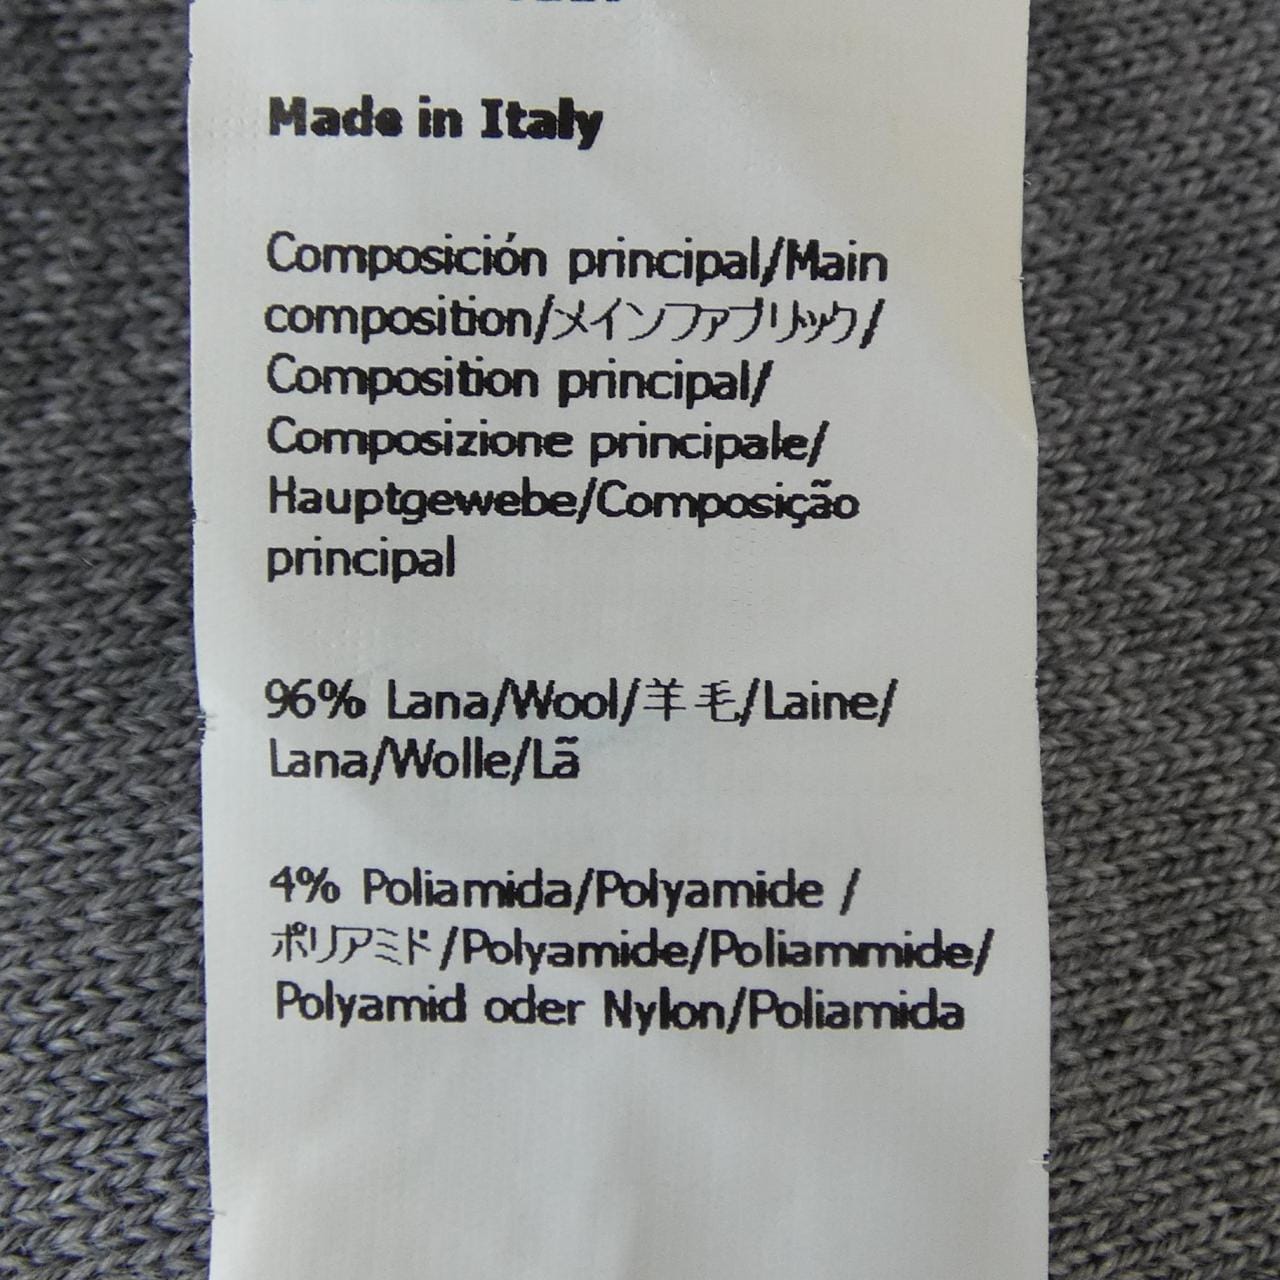 Made in Italy
Composición principal/Main
composition/メインファブリック/
Composition principal/
Composizione principale/
Hauptgewebe/Composição
principal
96% Lana/Wool/羊毛/Laine/
Lana/Wolle/Lã
4% Poliamida/Polyamide /
ポリアミド/Polyamide/Poliammide/
Polyamid oder Nylon/Poliamida